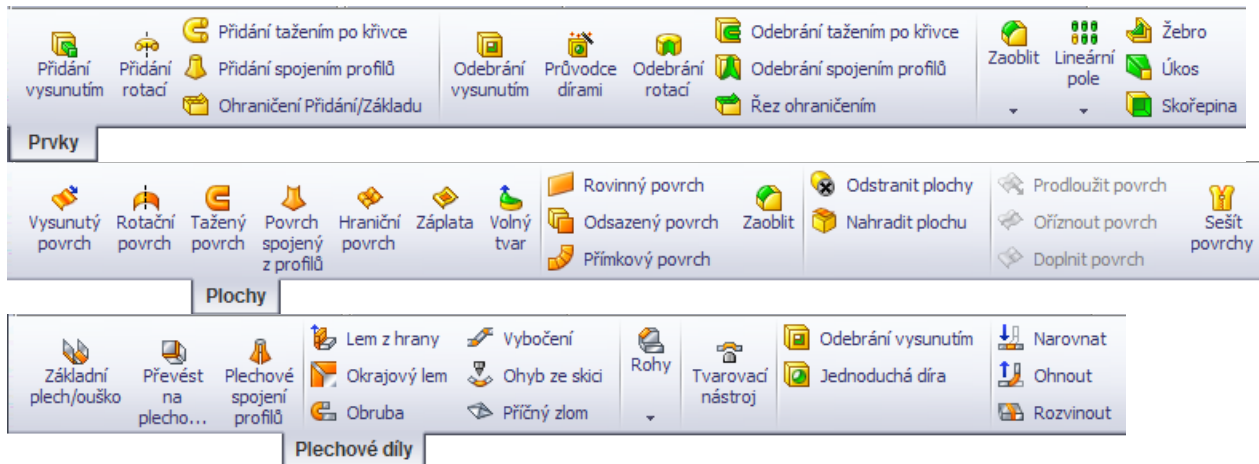 Přidání vysunutím
Přidání rotací
Přidání tažením po křivce
Přidání spojením profilů
Ohraničení Přidání/Základu
Odebrání vysunutím
Průvodce dírami
Odebrání rotací
Odebrání tažením po křivce
Odebrání spojením profilů
Řez ohraničením
Zaoblit
Lineární pole
Žebro
Úkos
Skořepina
Prvky
Vysunutý povrch
Rotační povrch
Tažený povrch
Povrch spojený z profilů
Hraniční povrch
Záplata
Volný tvar
Rovinný povrch
Odsazený povrch
Přímkový povrch
Zaoblit
Odstranit plochy
Nahradit plochu
Prodloužit povrch
Oříznout povrch
Doplnit povrch
Sešít povrchy
Plochy
Základní plech/ouško
Převést na plecho...
Plechové spojení profilů
Lem z hrany
Okrajový lem
Obruba
Vybočení
Ohyb ze skici
Příčný zlom
Rohy
Tvarovací nástroj
Odebrání vysunutím
Jednoduchá díra
Narovnat
Ohnout
Rozvinout
Plechové díly